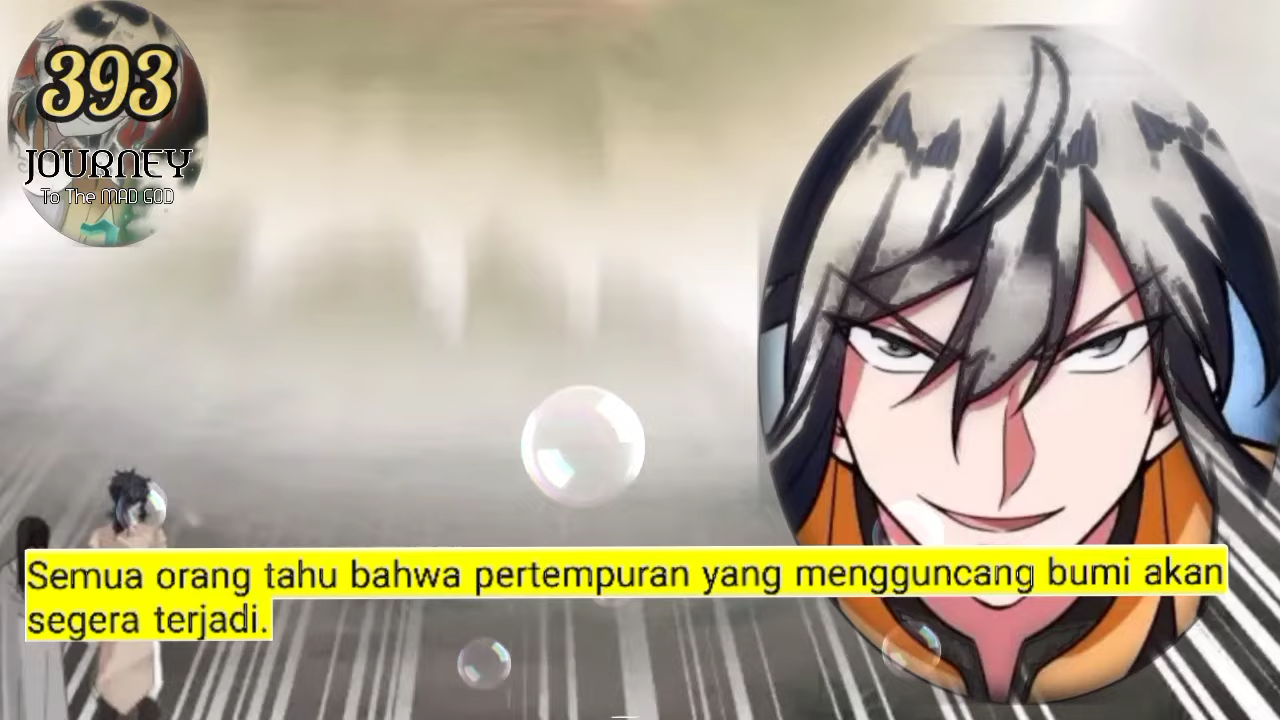 393
JOURNEY
To The MAD GOD
Semua orang tahu bahwa pertempuran yang mengguncang bumi akan
segera terjadi.